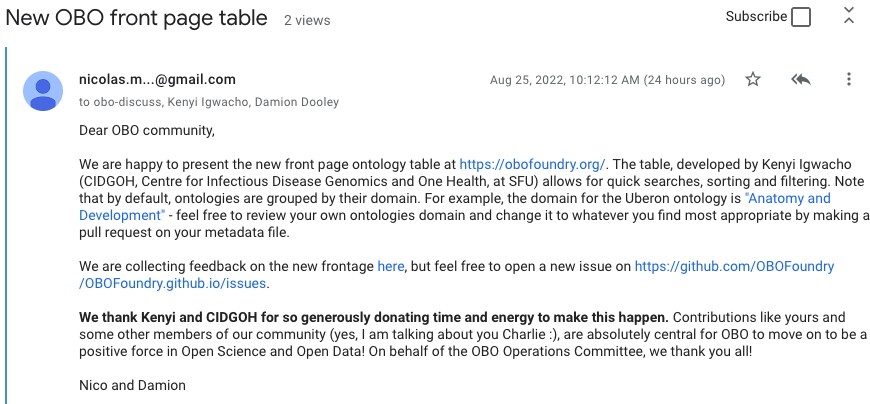 New OBO front page table 2 views Subscribe
nicolas.m...@gmail.com Aug 25, 2022, 10:12:12 AM (24 hours ago)
to obo-discuss, Kenyi Igwacho, Damion Dooley
Dear OBO community,
We are happy to present the new front page ontology table at https://obofoundry.org/. The table, developed by Kenyi Igwacho
(CIDGOH, Centre for Infectious Disease Genomics and One Health, at SFU) allows for quick searches, sorting and filtering. Note
that by default, ontologies are grouped by their domain. For example, the domain for the Uberon ontology is "Anatomy and
Development" - feel free to review your own ontologies domain and change it to whatever you find most appropriate by making a
pull request on your metadata file.
We are collecting feedback on the new frontage here, but feel free to open a new issue on https://github.com/OBOFoundry
/OBOFoundry.github.io/issues.
We thank Kenyi and CIDGOH for so generously donating time and energy to make this happen. Contributions like yours and
some other members of our community (yes, I am talking about you Charlie :), are absolutely central for OBO to move on to be a
positive force in Open Science and Open Data! On behalf of the OBO Operations Committee, we thank you all!
Nico and Damion